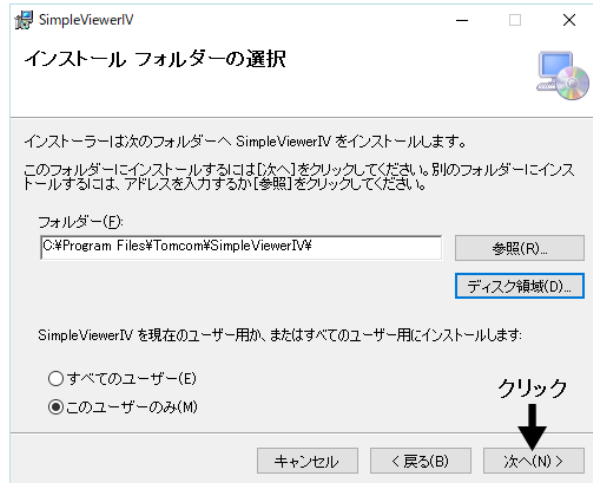 SimpleViewerIV
インストール フォルダーの選択
インストーラーは次のフォルダーへ SimpleViewerIV をインストールします。
このフォルダーにインストールするには[次へ]をクリックしてください。別のフォルダーにインス
トールするには、アドレスを入力するか[参照]をクリックしてください。
フォルダー(F):
C:¥Program Files¥Tomcom¥SimpleViewerIV¥
参照(R)...
ディスク領域(D)...
SimpleViewerIV を現在のユーザー用か、またはすべてのユーザー用にインストールします:
すべてのユーザー(E)
このユーザーのみ(M)
クリック
キャンセル
< 戻る(B)
次へ(N) >